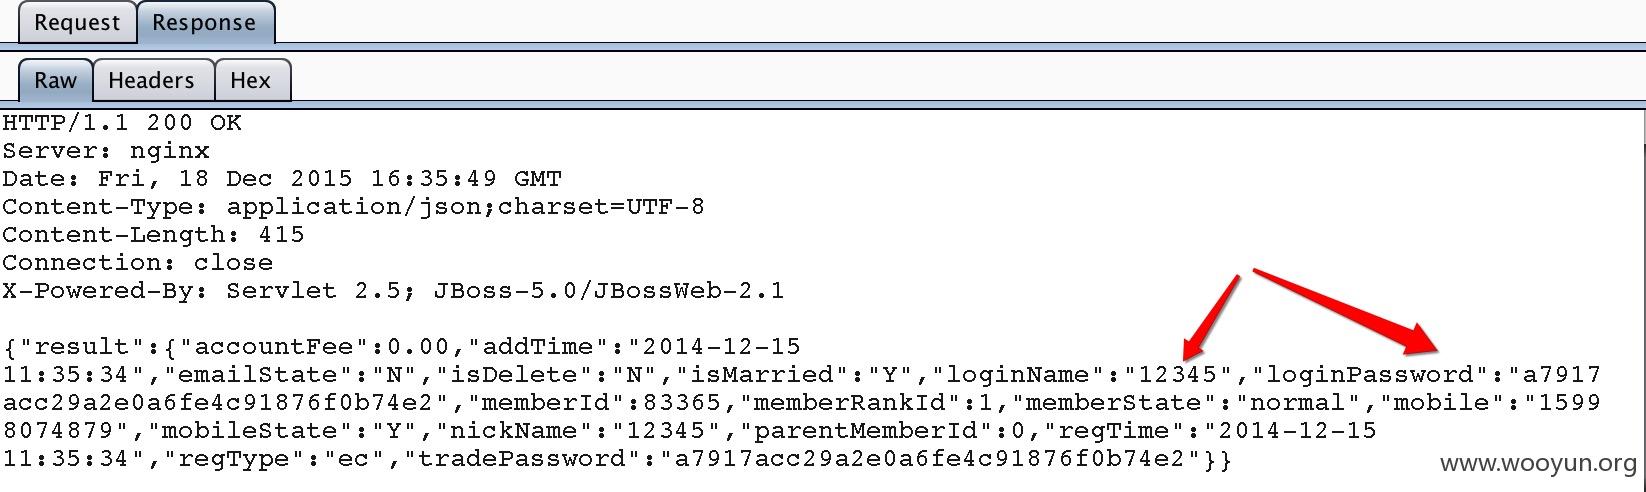 Request Response
Raw Headers Hex
HTTP/1.1 200 OK
Server: nginx
Date: Fri, 18 Dec 2015 16:35:49 GMT
Content-Type: application/json;charset=UTF-8
Content-Length: 415
Connection: close
X-Powered-By: Servlet 2.5; JBoss-5.0/JBossWeb-2.1
{"result":{"accountFee":0.00,"addTime":"2014-12-15
11:35:34","emailState":"N","isDelete":"N","isMarried":"Y","loginName":"12345","loginPassword":"a7917
acc29a2e0a6fe4c91876f0b74e2","memberId":83365,"memberRankId":1,"memberState":"normal","mobile":"1599
8074879","mobileState":"Y","nickName":"12345","parentMemberId":0,"regTime":"2014-12-15
11:35:34","regType":"ec","tradePassword":"a7917acc29a2e0a6fe4c91876f0b74e2"}}
www.wooyun.org